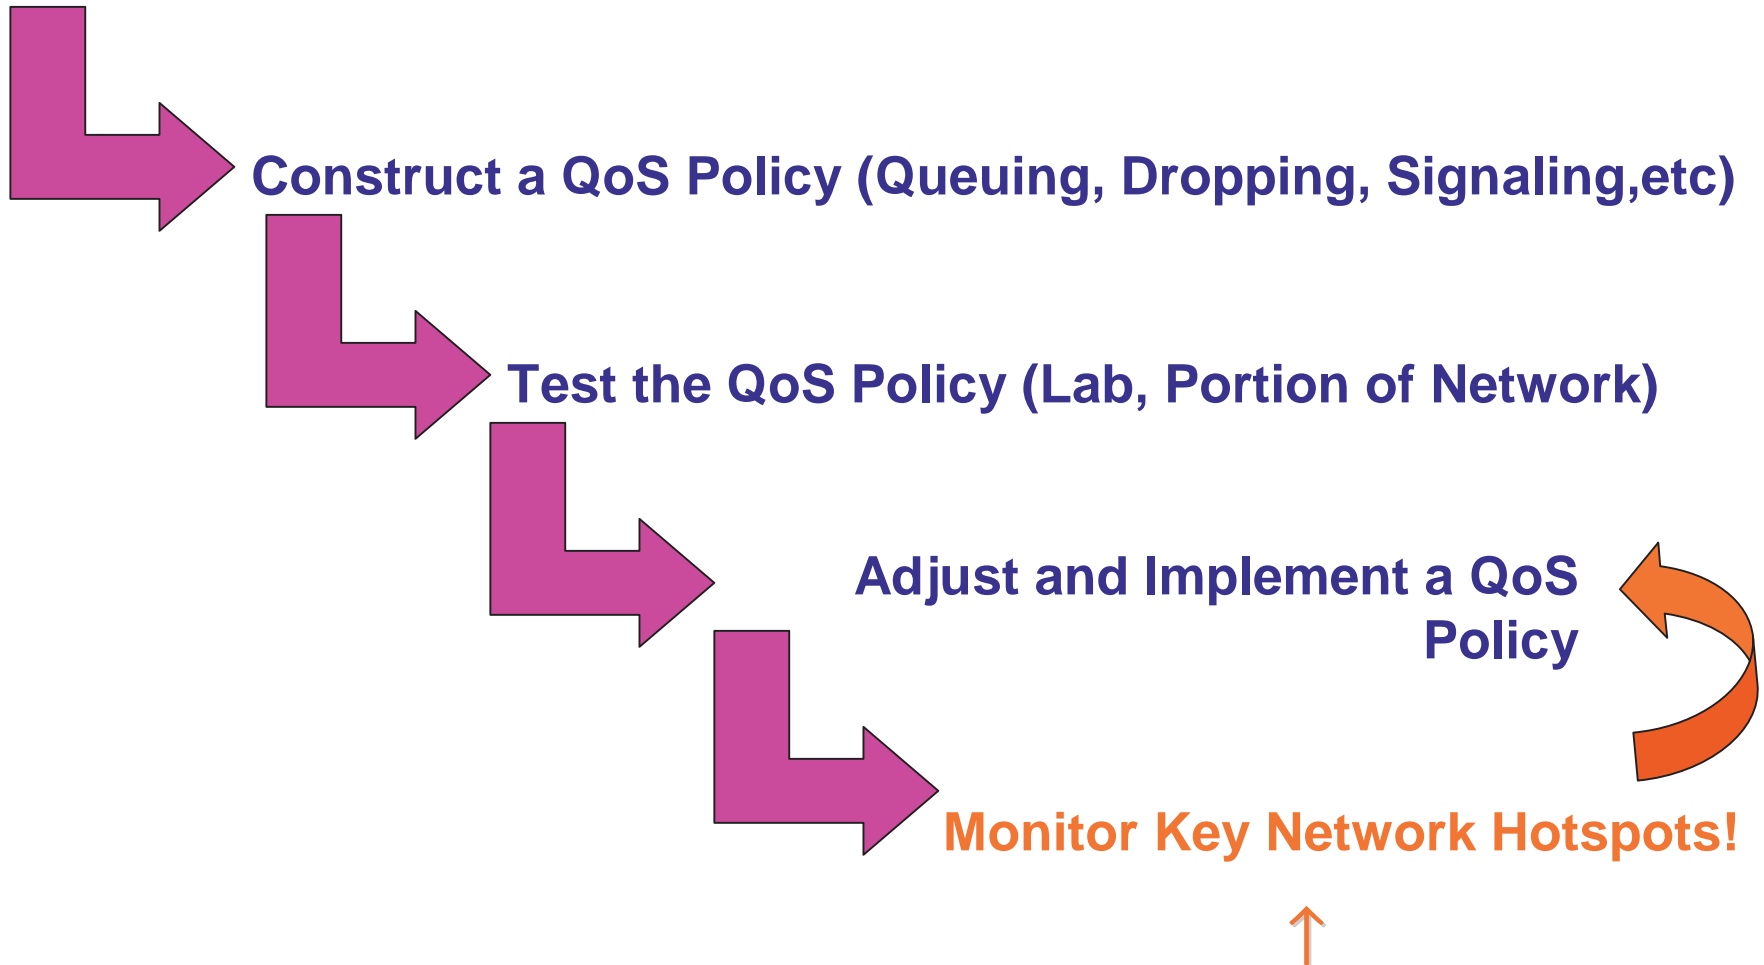 Construct a QoS Policy (Queuing, Dropping, Signaling,etc)
Test the QoS Policy (Lab, Portion of Network)
Adjust and Implement a QoS
Policy
Monitor Key Network Hotspots!